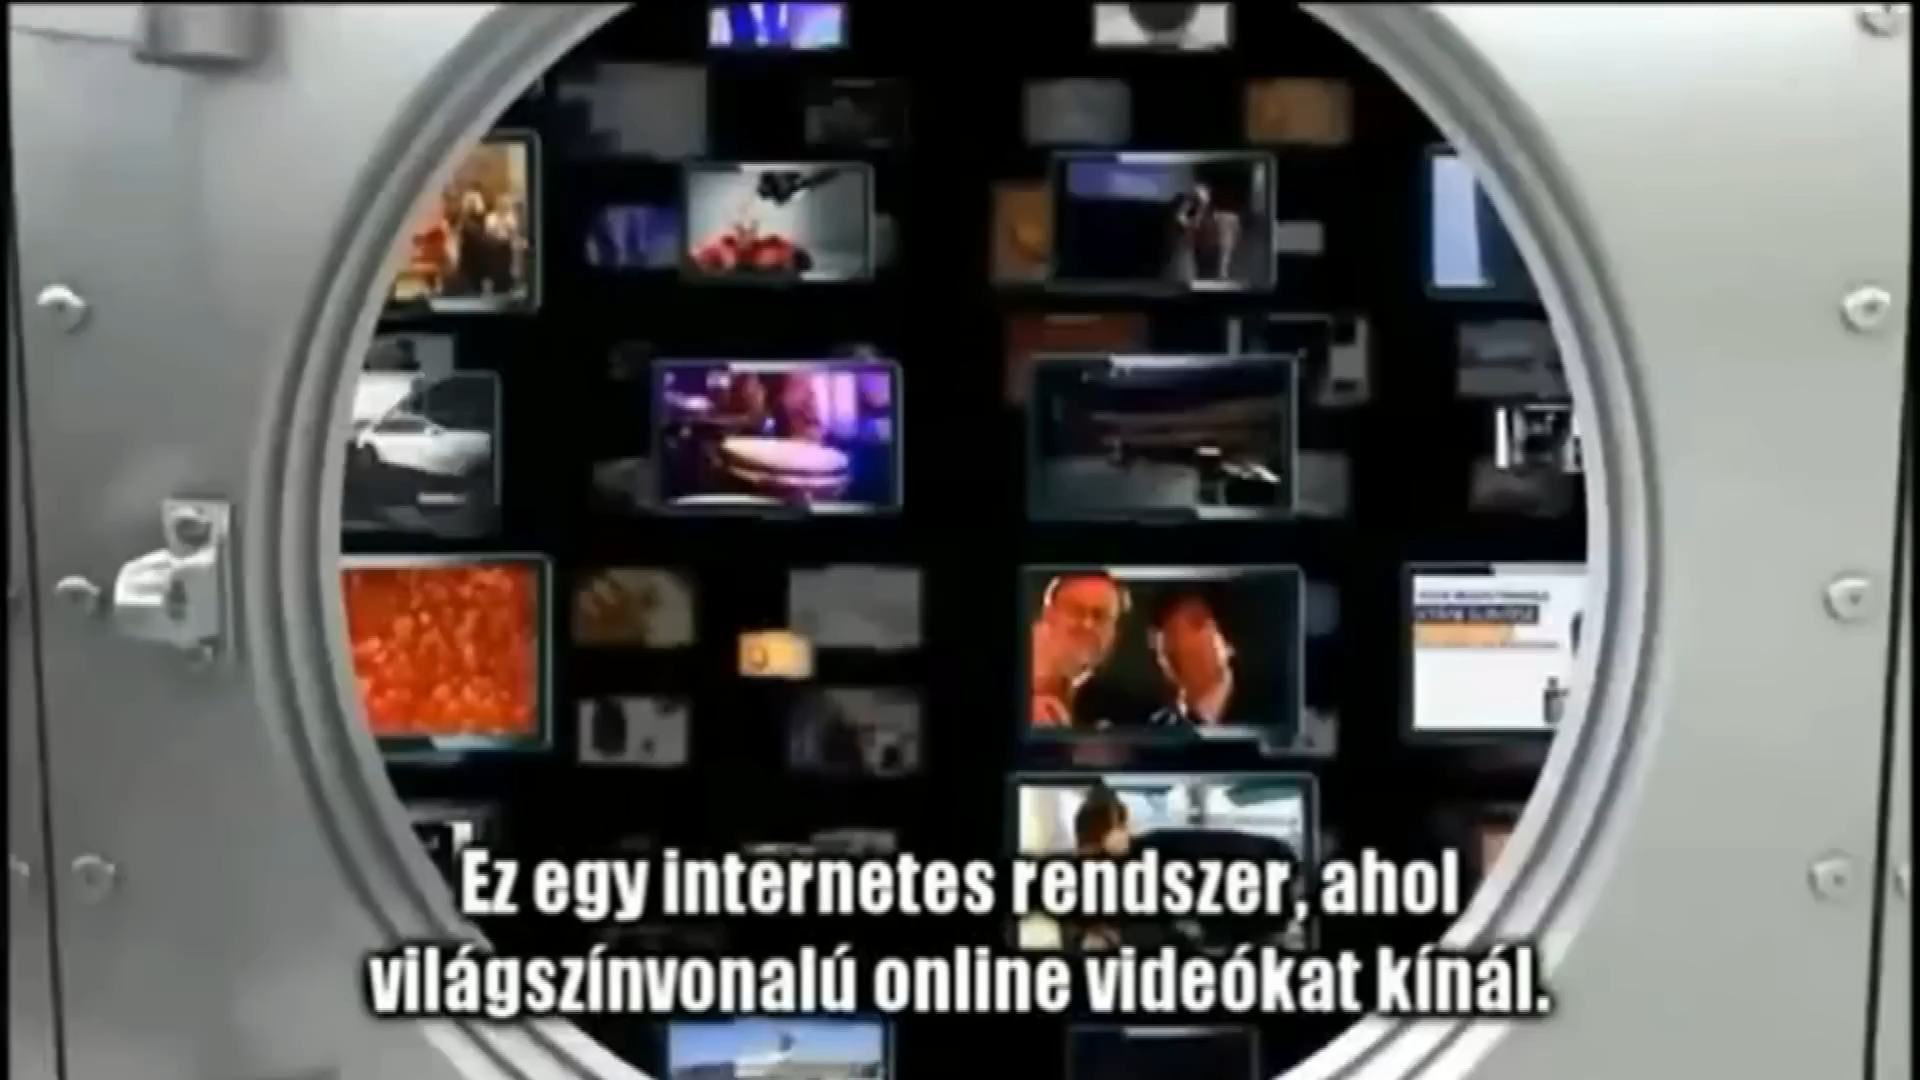 Ez egy internetes rendszer, ahol
világszínvonalú online videókat kínál.